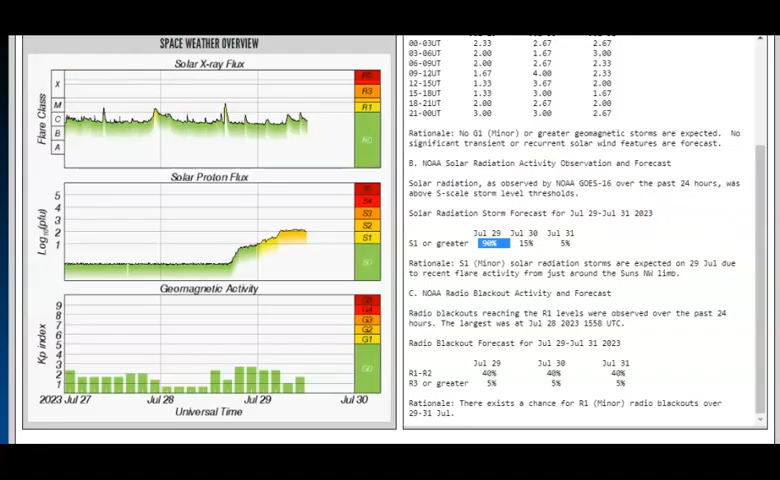 SPACE WEATHER OVERVIEW
Solar X-ray Flux
Flare Class
X
M
C
B
A
R5
R3
R1
R0
Solar Proton Flux
Log10(pfu)
5
4
3
2
1
S5
S4
S3
S2
S1
S0
Geomagnetic Activity
Kp index
9
8
7
6
5
4
3
2
1
G5
G4
G3
G2
G1
G0
2023 Jul 27 Jul 28 Jul 29 Jul 30
Universal Time
00-03UT 2.33 2.67 2.67
03-06UT 2.00 2.67 3.00
06-09UT 2.00 2.67 2.33
09-12UT 1.67 4.00 2.33
12-15UT 1.33 3.67 2.00
15-18UT 1.33 3.00 1.67
18-21UT 2.00 2.67 2.00
21-00UT 3.00 2.67 3.00
Rationale: No G1 (Minor) or greater geomagnetic storms are expected. No
significant transient or recurrent solar wind features are forecast.
B. NOAA Solar Radiation Activity Observation and Forecast
Solar radiation, as observed by NOAA GOES-16 over the past 24 hours, was
above S-scale storm level thresholds.
Solar Radiation Storm Forecast for Jul 29-Jul 31 2023
Jul 29 Jul 30 Jul 31
S1 or greater 90% 15% 5%
Rationale: S1 (Minor) solar radiation storms are expected on 29 Jul due
to recent flare activity from just around the Suns NW limb.
C. NOAA Radio Blackout Activity and Forecast
Radio blackouts reaching the R1 levels were observed over the past 24
hours. The largest was at Jul 28 2023 1558 UTC.
Radio Blackout Forecast for Jul 29-Jul 31 2023
Jul 29 Jul 30 Jul 31
R1-R2 40% 40% 40%
R3 or greater 5% 5% 5%
Rationale: There exists a chance for R1 (Minor) radio blackouts over
29-31 Jul.